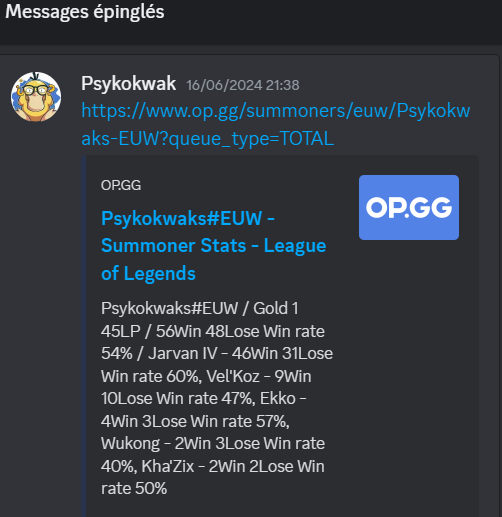 Messages épinglés
Psykokwak 16/06/2024 21:38
https://www.op.gg/summoners/euw/Psykokw
aks-EUW?queue_type=TOTAL
OP.GG
OP.GG
Psykokwaks#EUW -
Summoner Stats - League
of Legends
Psykokwaks#EUW / Gold 1
45LP / 56Win 48Lose Win rate
54% / Jarvan IV - 46Win 31Lose
Win rate 60%, Vel'Koz - 9Win
10Lose Win rate 47%, Ekko -
4Win 3Lose Win rate 57%,
Wukong - 2Win 3Lose Win rate
40%, Kha'Zix - 2Win 2Lose Win
rate 50%